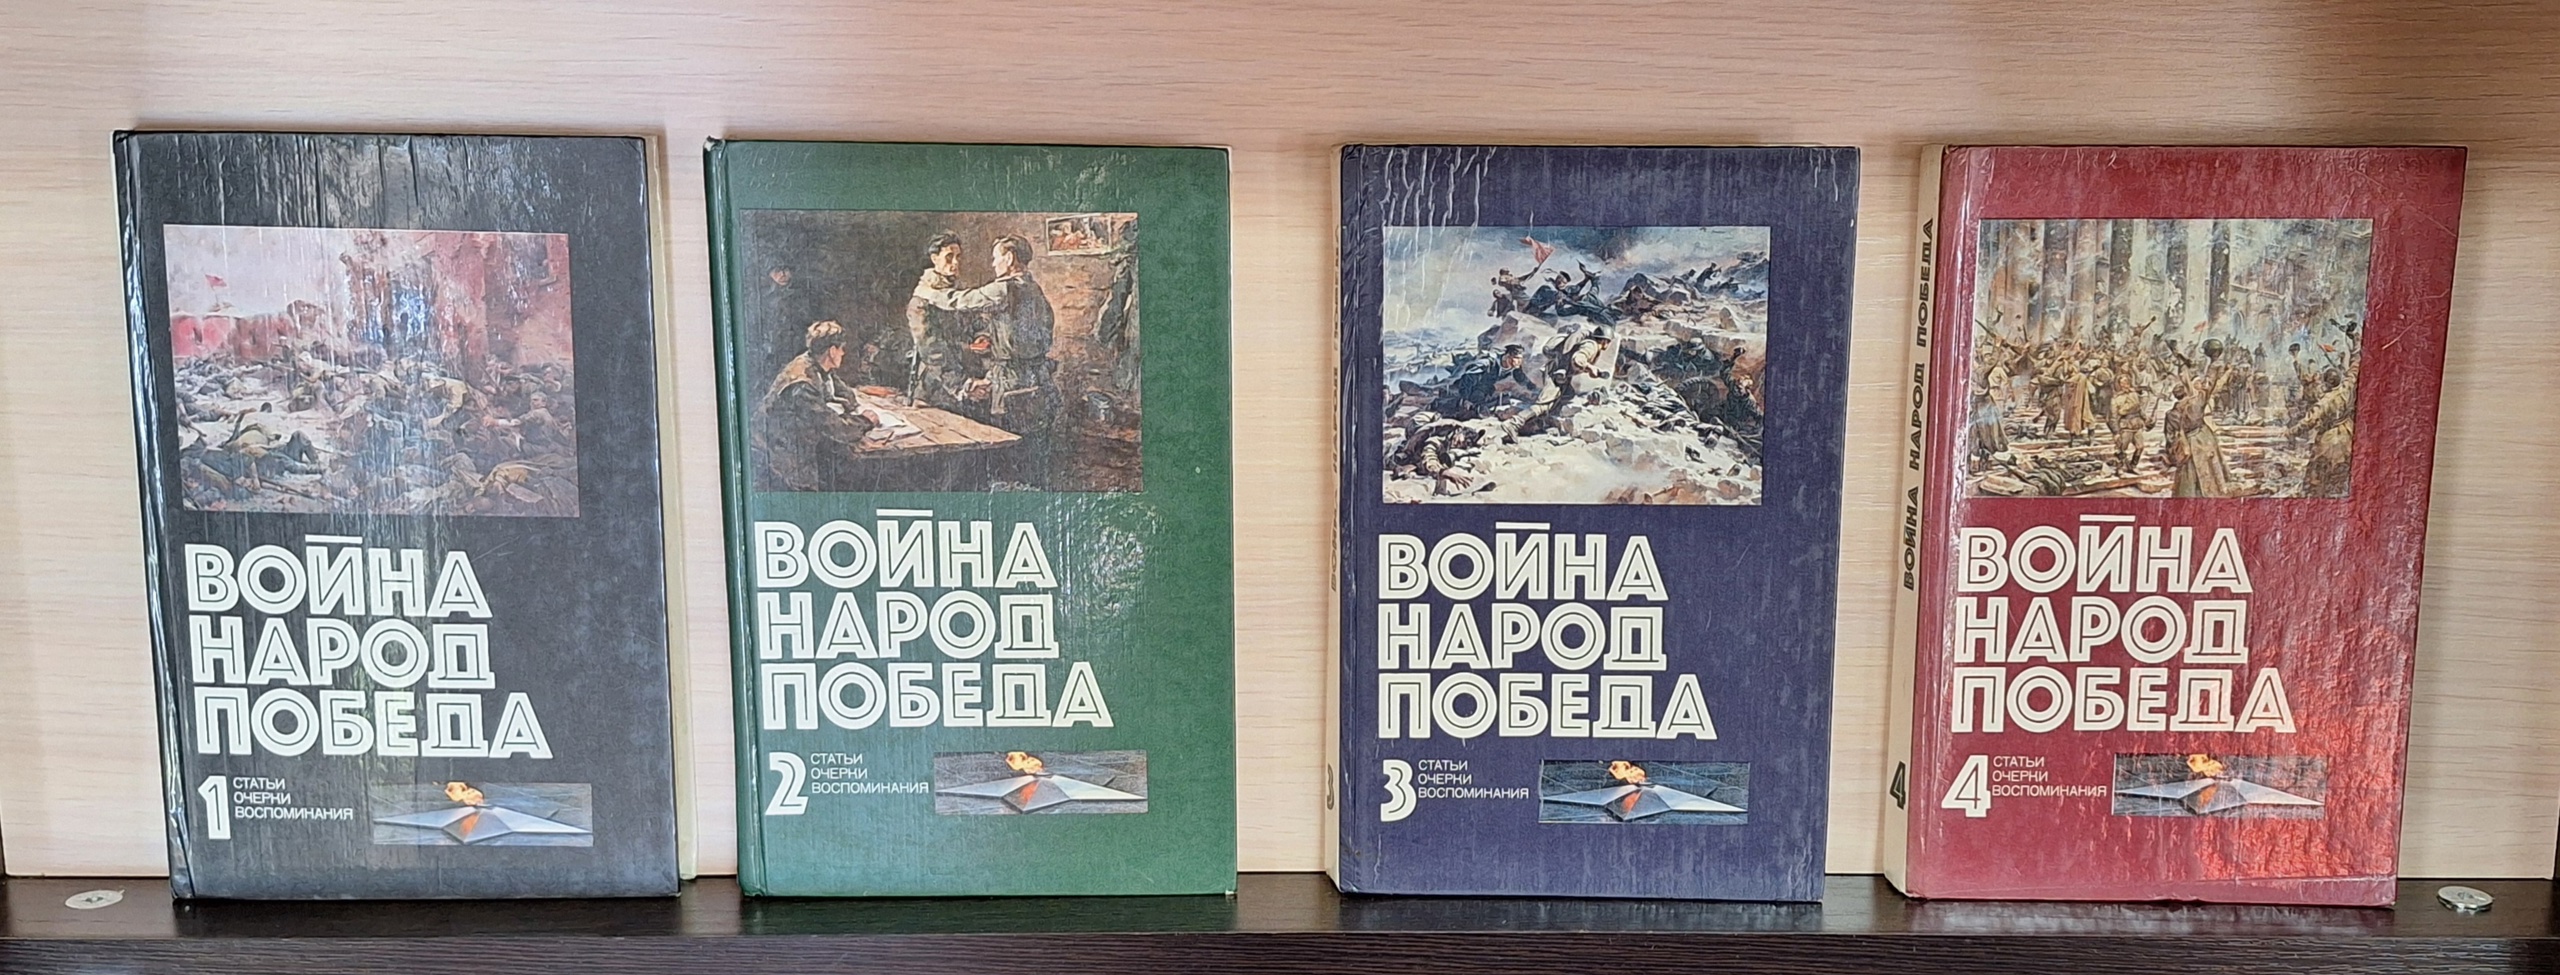 ВОЙНА
НАРОД
ПОБЕДА
1
СТАТЬИ
ОЧЕРКИ
ВОСПОМИНАНИЯ
ВОЙНА
НАРОД
ПОБЕДА
2
СТАТЬИ
ОЧЕРКИ
ВОСПОМИНАНИЯ
3
ВОЙНА
НАРОД
ПОБЕДА
3
СТАТЬИ
ОЧЕРКИ
ВОСПОМИНАНИЯ
4 ВОЙНА НАРОД ПОБЕДА
ВОЙНА
НАРОД
ПОБЕДА
4
СТАТЬИ
ОЧЕРКИ
ВОСПОМИНАНИЯ